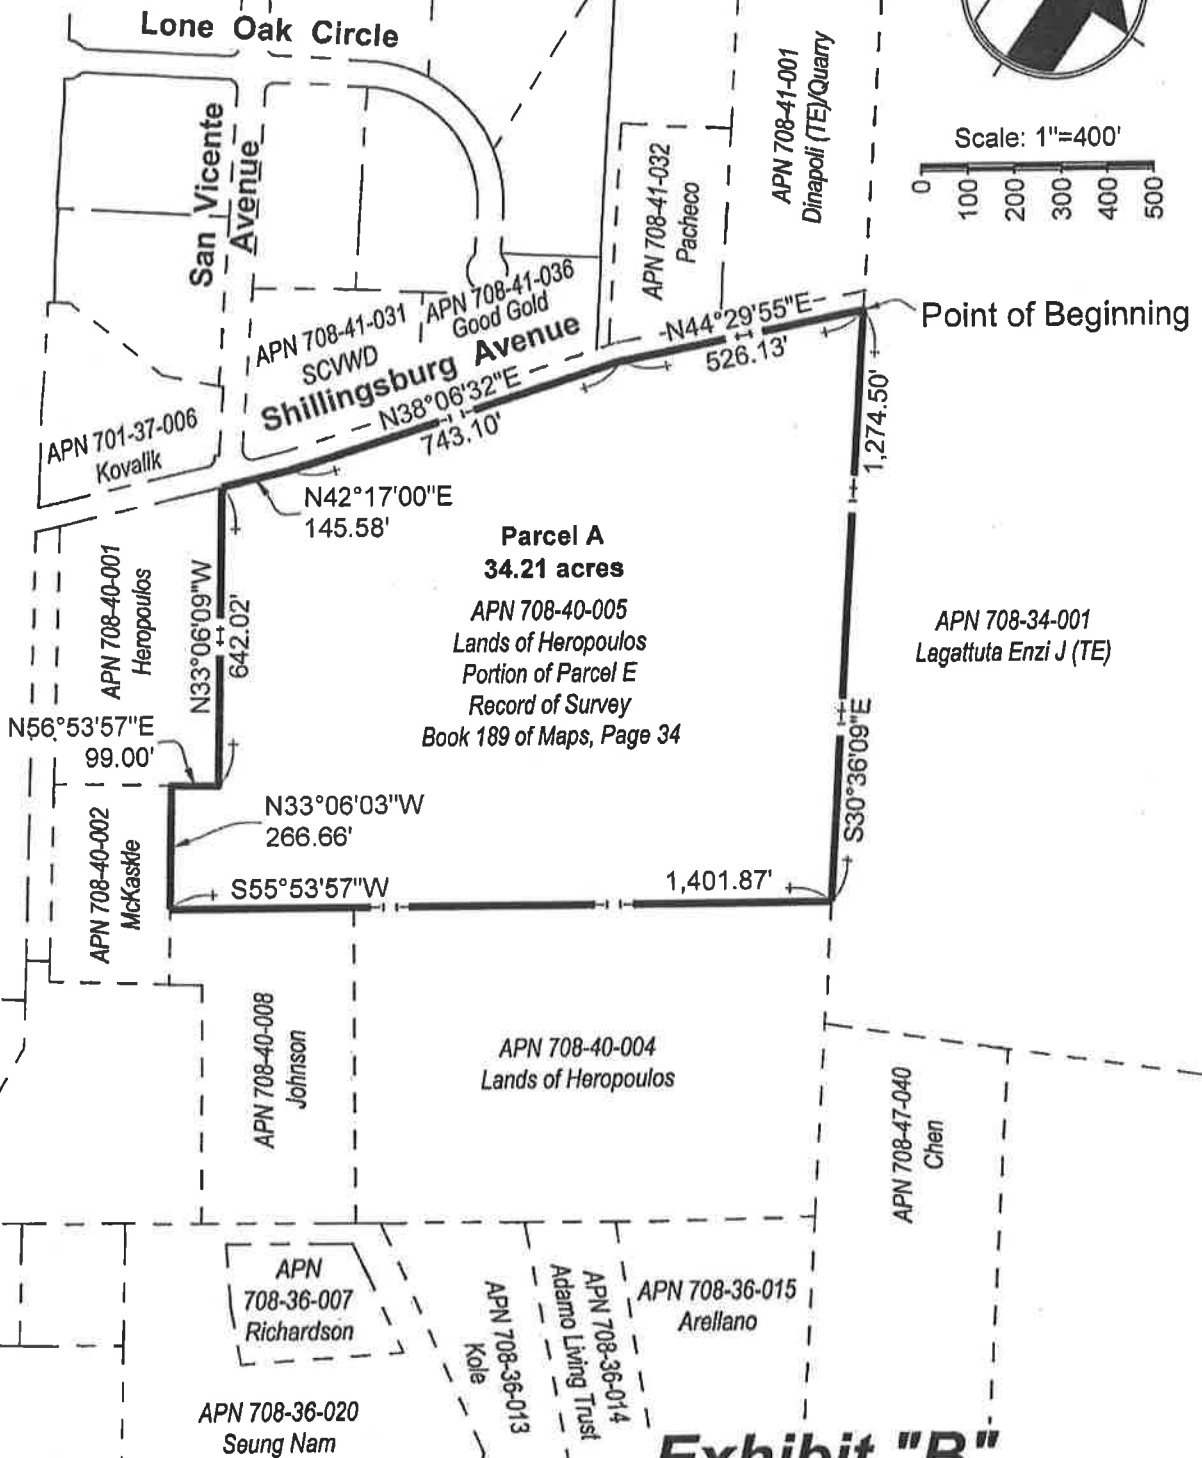 Lone Oak Circle
San Vicente
Avenue
APN 708-41-032
Pacheco
APN 708-41-001
Dinapoli (TE)/Quarry
Scale: 1"=400'
0
100
200
300
400
500
APN 708-41-031
SCVWD
APN 708-41-036
Good Gold
Shillingsburg Avenue
N44°29'55"E
526.13'
Point of Beginning
N38°06'32"E
743.10'
1,274.50'
APN 701-37-006
Kovalik
N42°17'00"E
145.58'
Parcel A
34.21 acres
APN 708-40-005
Lands of Heropoulos
Portion of Parcel E
Record of Survey
Book 189 of Maps, Page 34
APN 708-40-001
Heropoulos
N33°06'09"W
642.02'
APN 708-34-001
Lagattuta Enzi J (TE)
N56°53'57"E
99.00'
S30°36'09"E
N33°06'03"W
266.66'
APN 708-40-002
McKaskle
S55°53'57"W
1,401.87'
APN 708-40-008
Johnson
APN 708-40-004
Lands of Heropoulos
APN 708-47-040
Chen
APN
708-36-007
Richardson
APN 708-36-013
Kole
APN 708-36-014
Adamo Living Trust
APN 708-36-015
Arellano
APN 708-36-020
Seung Nam
Exhibit "B"